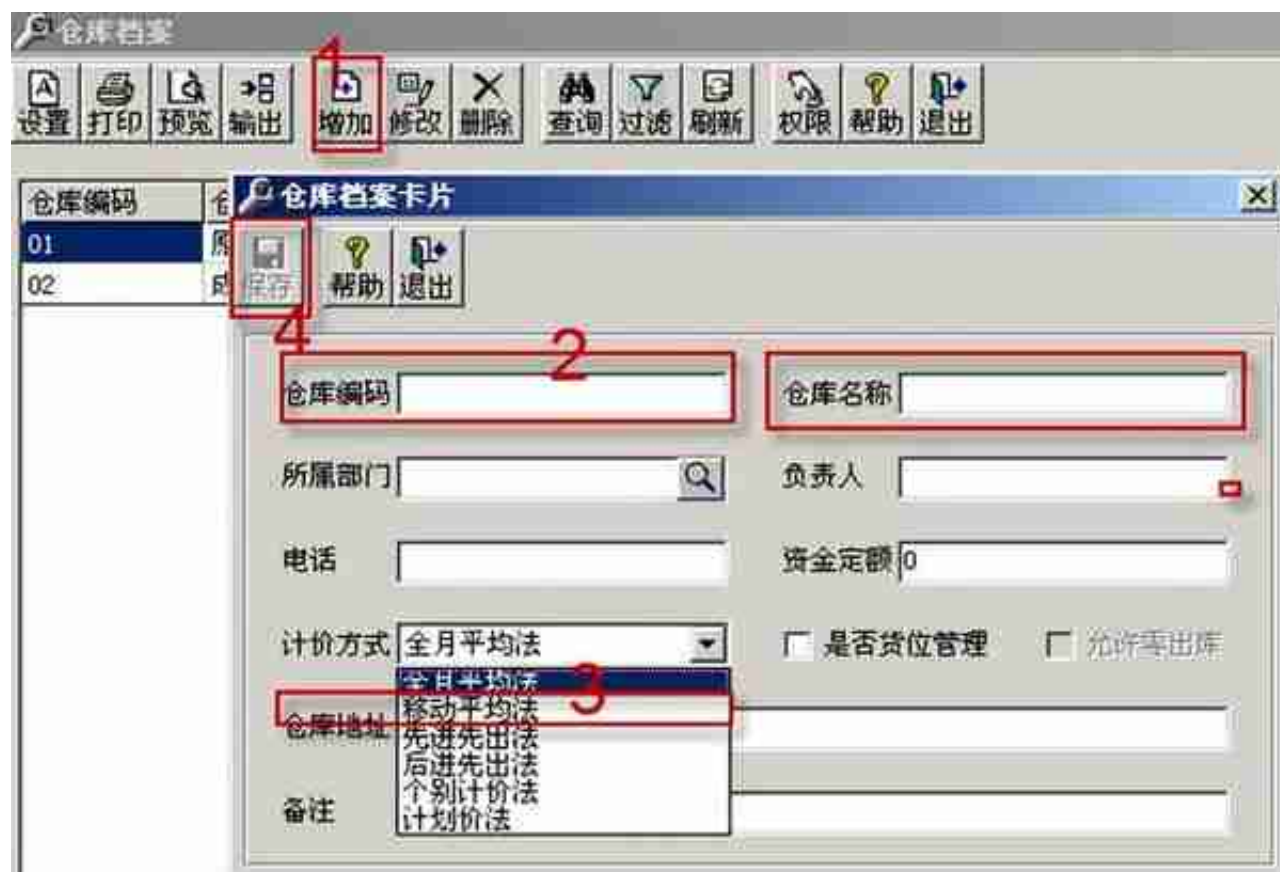 仓库档案
1
设置 打印 预览 输出 增加 修改 删除 查询 过滤 刷新 权限 帮助 退出
仓库编码 仓
仓库档案卡片
01
02
保存 帮助 退出
4 2
仓库编码 仓库名称
所属部门 负责人
电话 资金定额 0
计价方式 全月平均法 是否货位管理 允许零出库
全月平均法
移动平均法 3
仓库地址 先进先出法
后进先出法
个别计价法
备注 计划价法